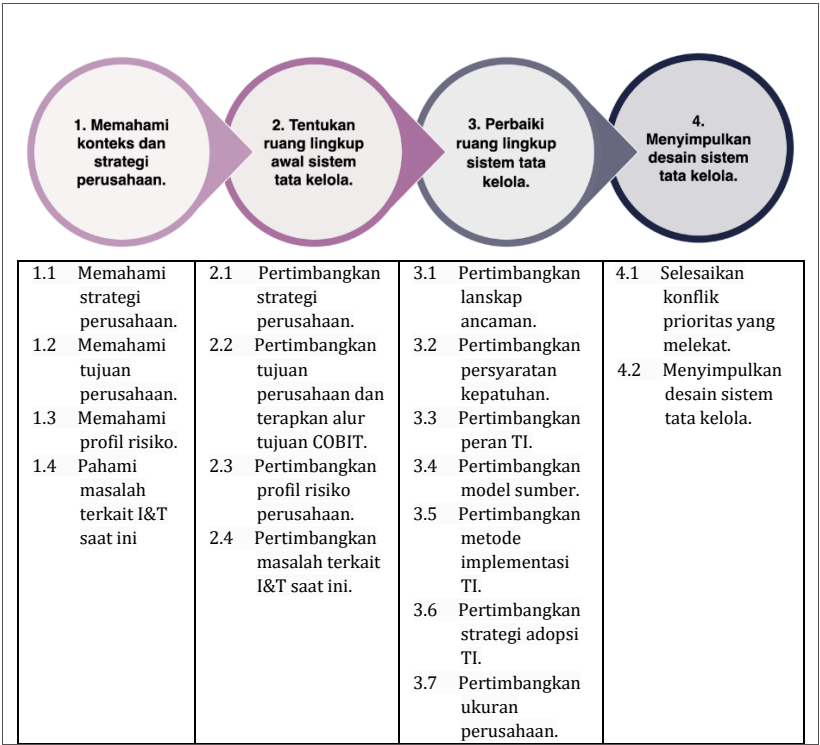 1. Memahami
konteks dan
strategi
perusahaan.
2. Tentukan
ruang lingkup
awal sistem
tata kelola.
3. Perbaiki
ruang lingkup
sistem tata
kelola.
4.
Menyimpulkan
desain sistem
tata kelola.
1.1 Memahami
strategi
perusahaan.
1.2 Memahami
tujuan
perusahaan.
1.3 Memahami
profil risiko.
1.4 Pahami
masalah
terkait I&T
saat ini
2.1 Pertimbangkan
strategi
perusahaan.
2.2 Pertimbangkan
tujuan
perusahaan dan
terapkan alur
tujuan COBIT.
2.3 Pertimbangkan
profil risiko
perusahaan.
2.4 Pertimbangkan
masalah terkait
I&T saat ini.
3.1 Pertimbangkan
lanskap
ancaman.
3.2 Pertimbangkan
persyaratan
kepatuhan.
3.3 Pertimbangkan
peran TI.
3.4 Pertimbangkan
model sumber.
3.5 Pertimbangkan
metode
implementasi
TI.
3.6 Pertimbangkan
strategi adopsi
TI.
3.7 Pertimbangkan
ukuran
perusahaan.
4.1 Selesaikan
konflik
prioritas yang
melekat.
4.2 Menyimpulkan
desain sistem
tata kelola.